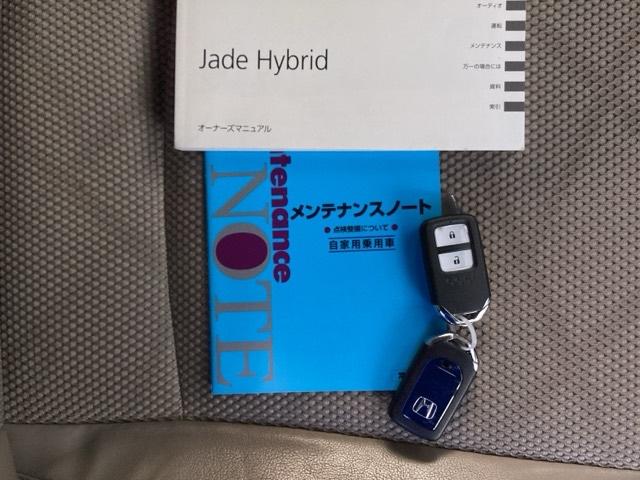 オーディオ
運転
メンテナンス
万一の場合には
資料
索引
Jade Hybrid
オーナーズマニュアル
tenance
NOTE
メンテナンスノート
● 点検整備について ●
自家用乗用車